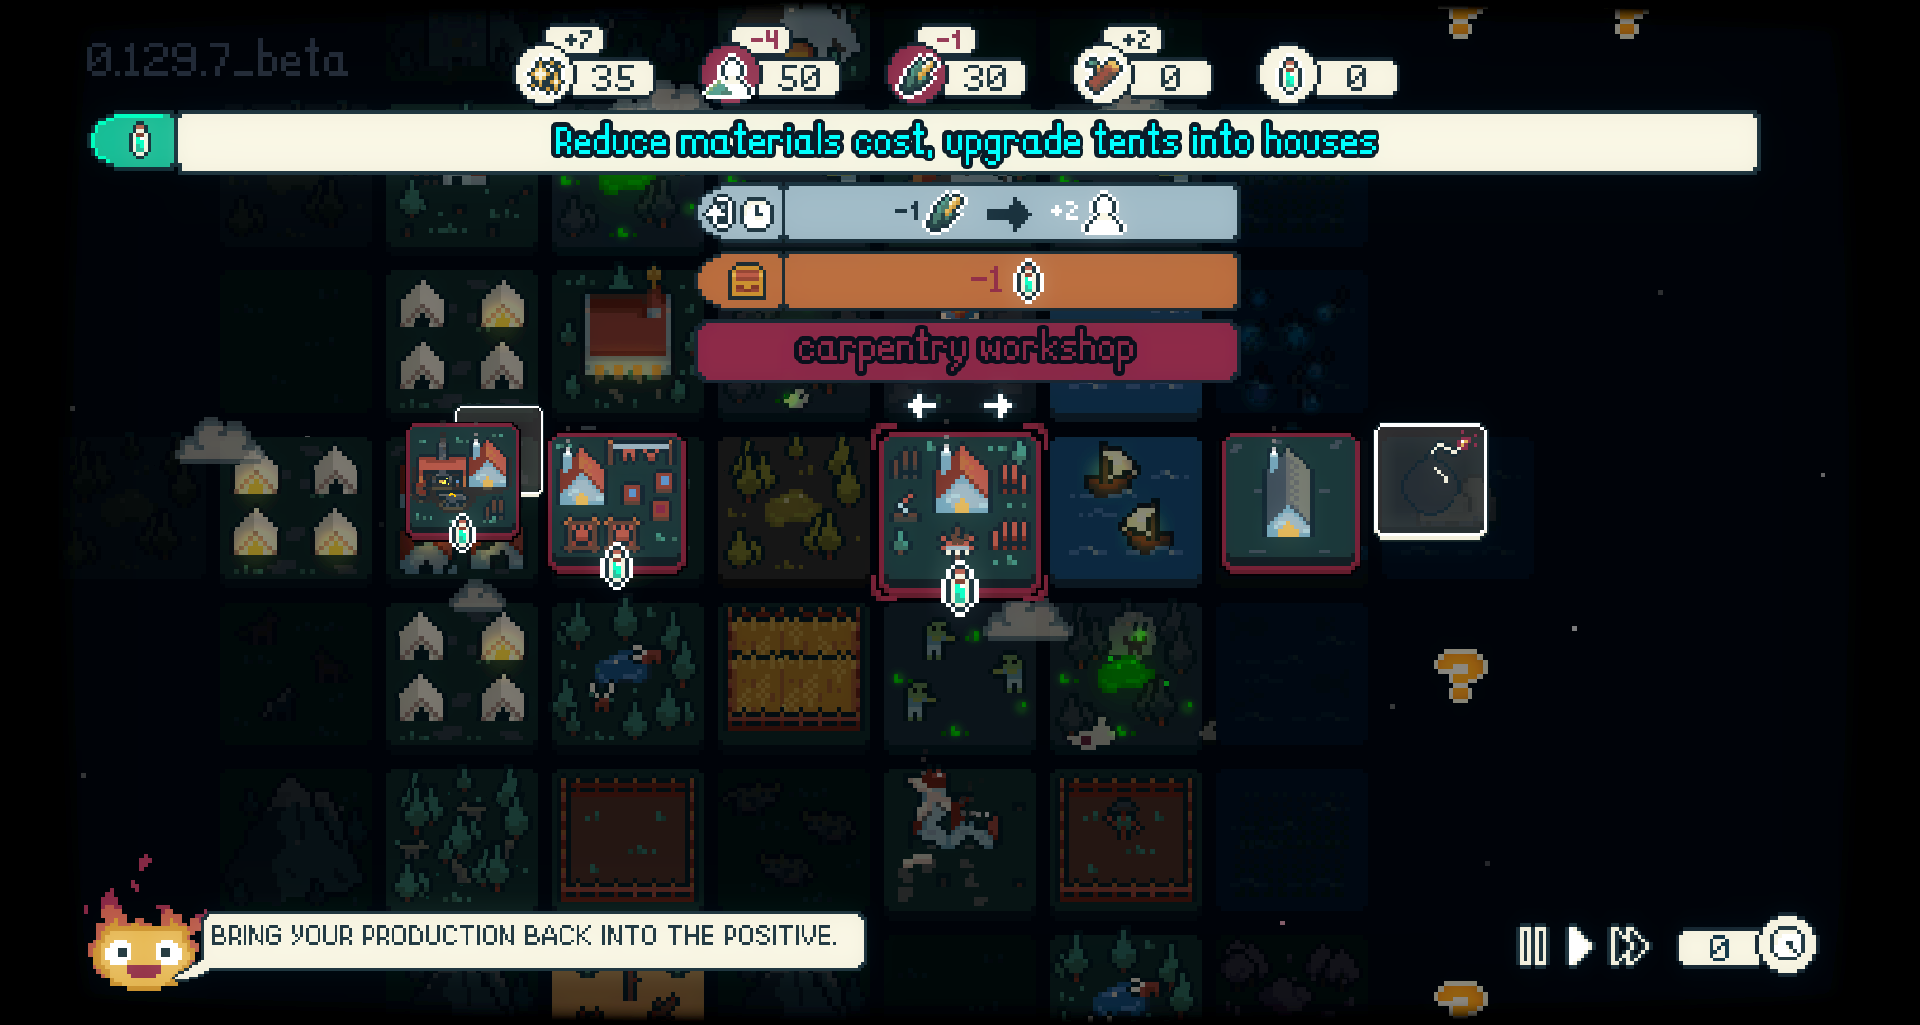 0.129.7_beta
+7 -4 -1 +2
35 50 30 0 0
Reduce materials cost, upgrade tents into houses
+3 -1 +2
-1
carpentry workshop
BRING YOUR PRODUCTION BACK INTO THE POSITIVE.
0